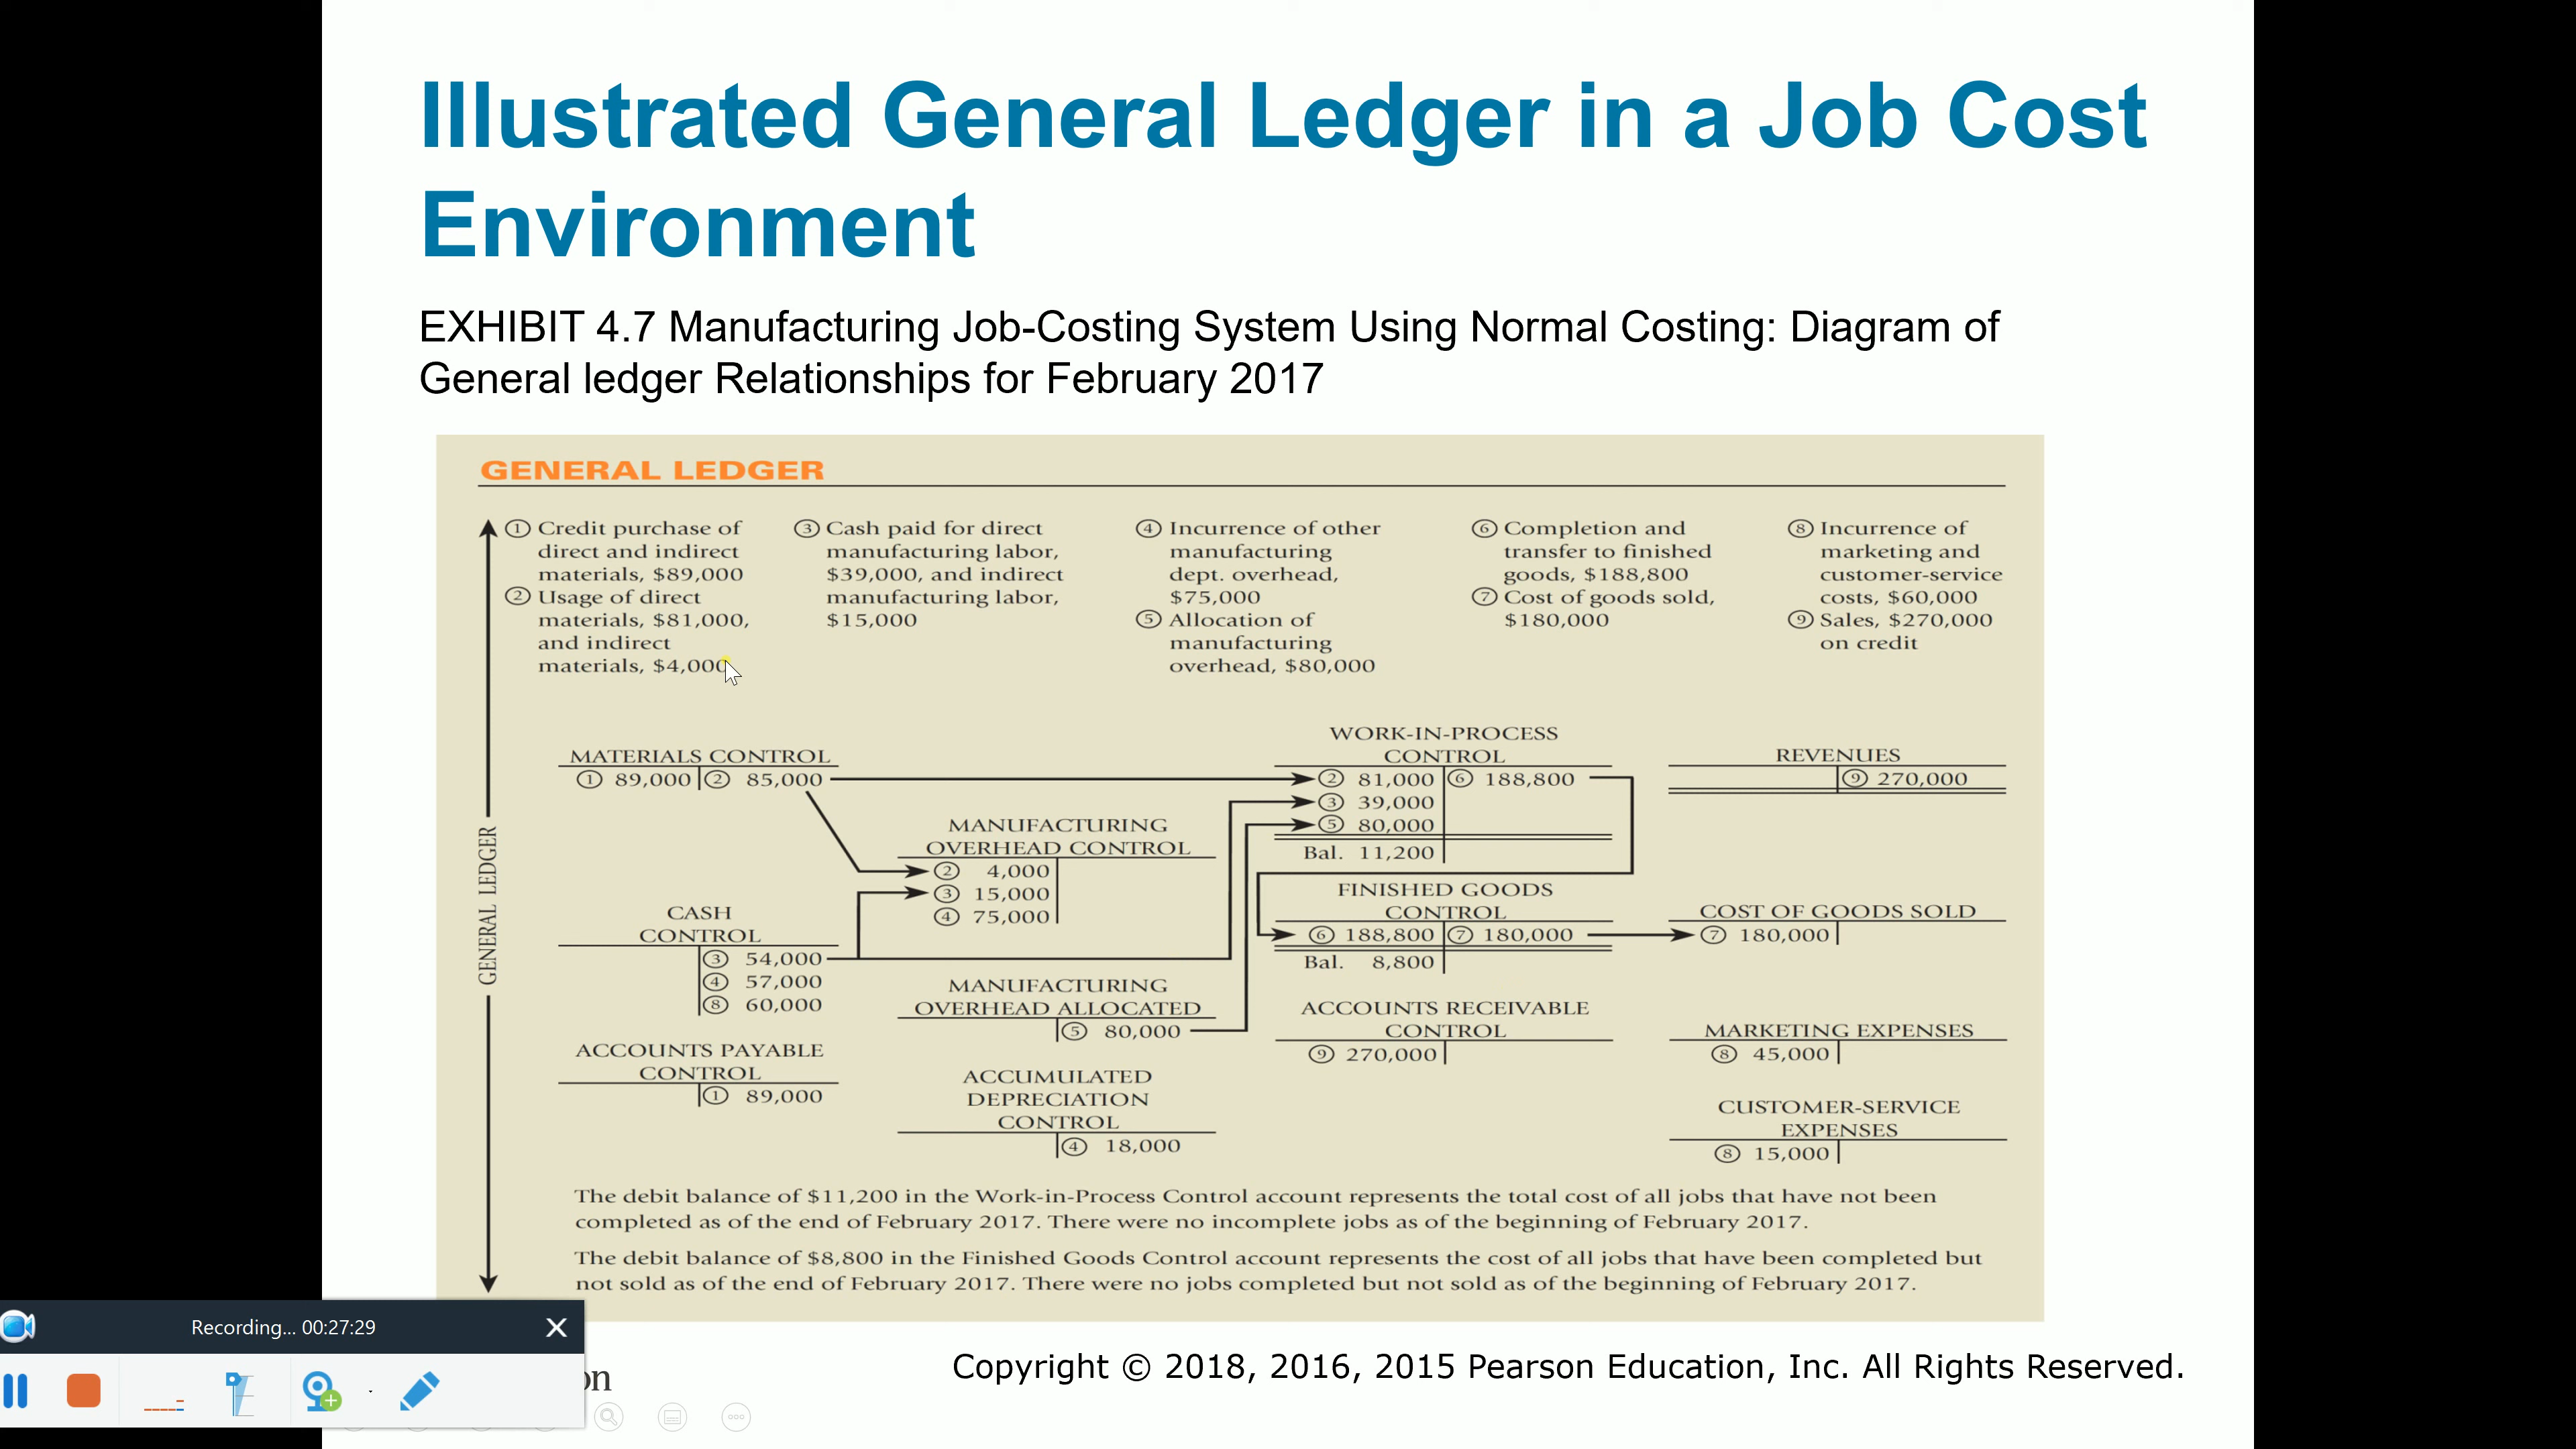 Illustrated General Ledger in a Job Cost
Environment
EXHIBIT 4.7 Manufacturing Job-Costing System Using Normal Costing: Diagram of
General ledger Relationships for February 2017
GENERAL LEDGER
① Credit purchase of
direct and indirect
materials, $89,000
② Usage of direct
materials, $81,000,
and indirect
materials, $4,000
③ Cash paid for direct
manufacturing labor,
$39,000, and indirect
manufacturing labor,
$15,000
④ Incurrence of other
manufacturing
dept. overhead,
$75,000
⑤ Allocation of
manufacturing
overhead, $80,000
⑥ Completion and
transfer to finished
goods, $188,800
⑦ Cost of goods sold,
$180,000
⑧ Incurrence of
marketing and
customer-service
costs, $60,000
⑨ Sales, $270,000
on credit
GENERAL LEDGER
MATERIALS CONTROL
① 89,000 ② 85,000
CASH
CONTROL
③ 54,000
④ 57,000
⑧ 60,000
ACCOUNTS PAYABLE
CONTROL
① 89,000
MANUFACTURING
OVERHEAD CONTROL
② 4,000
③ 15,000
④ 75,000
MANUFACTURING
OVERHEAD ALLOCATED
⑤ 80,000
ACCUMULATED
DEPRECIATION
CONTROL
④ 18,000
WORK-IN-PROCESS
CONTROL
② 81,000 ⑥ 188,800
③ 39,000
⑤ 80,000
Bal. 11,200
FINISHED GOODS
CONTROL
⑥ 188,800 ⑦ 180,000
Bal. 8,800
ACCOUNTS RECEIVABLE
CONTROL
⑨ 270,000
REVENUES
⑨ 270,000
COST OF GOODS SOLD
⑦ 180,000
MARKETING EXPENSES
⑧ 45,000
CUSTOMER-SERVICE
EXPENSES
⑧ 15,000
The debit balance of $11,200 in the Work-in-Process Control account represents the total cost of all jobs that have not been
completed as of the end of February 2017. There were no incomplete jobs as of the beginning of February 2017.
The debit balance of $8,800 in the Finished Goods Control account represents the cost of all jobs that have been completed but
not sold as of the end of February 2017. There were no jobs completed but not sold as of the beginning of February 2017.
Recording... 00:27:29
Copyright © 2018, 2016, 2015 Pearson Education, Inc. All Rights Reserved.